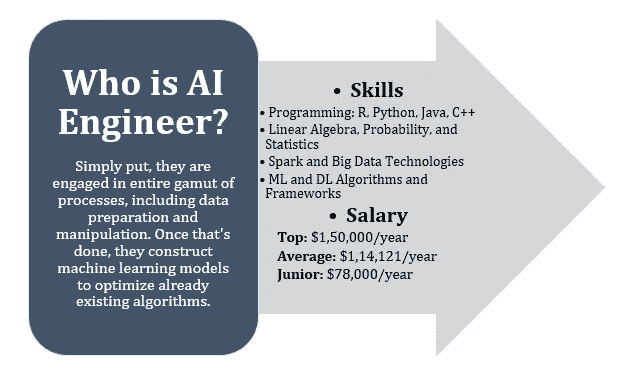 Who is AI
Engineer?
Simply put, they are
engaged in entire gamut of
processes, including data
preparation and
manipulation. Once that's
done, they construct
machine learning models
to optimize already
existing algorithms.
• Skills
• Programming: R, Python, Java, C++
• Linear Algebra, Probability, and
Statistics
• Spark and Big Data Technologies
• ML and DL Algorithms and
Frameworks
• Salary
Top: $1,50,000/year
Average: $1,14,121/year
Junior: $78,000/year